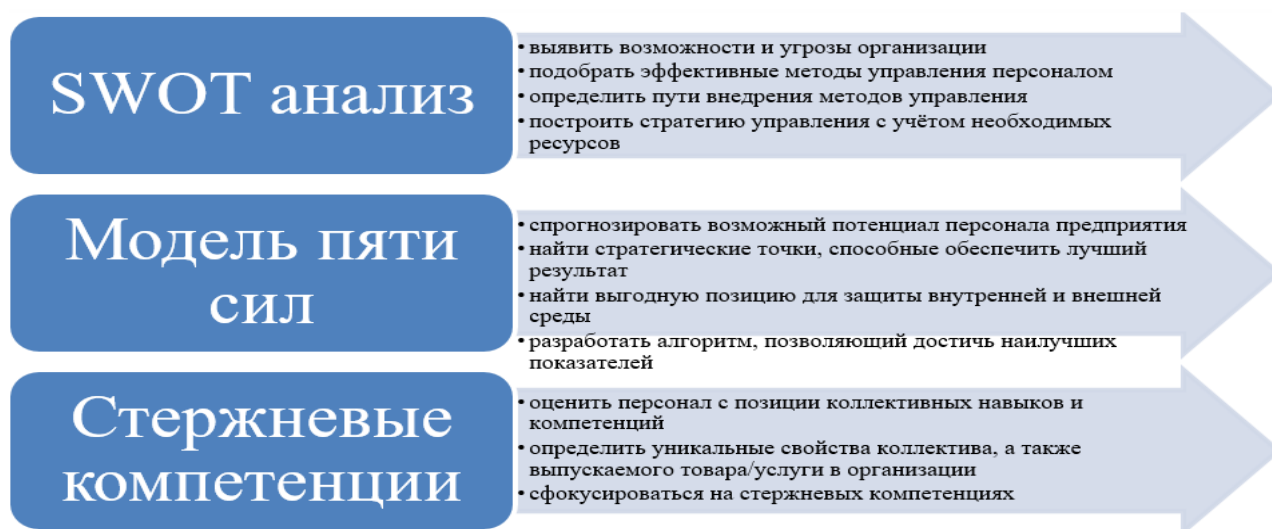 SWOT анализ
• выявить возможности и угрозы организации
• подобрать эффективные методы управления персоналом
• определить пути внедрения методов управления
• построить стратегию управления с учётом необходимых
ресурсов
Модель пяти
сил
• спрогнозировать возможный потенциал персонала предприятия
• найти стратегические точки, способные обеспечить лучший
результат
• найти выгодную позицию для защиты внутренней и внешней
среды
• разработать алгоритм, позволяющий достичь наилучших
показателей
Стержневые
компетенции
• оценить персонал с позиции коллективных навыков и
компетенций
• определить уникальные свойства коллектива, а также
выпускаемого товара/услуги в организации
• сфокусироваться на стержневых компетенциях